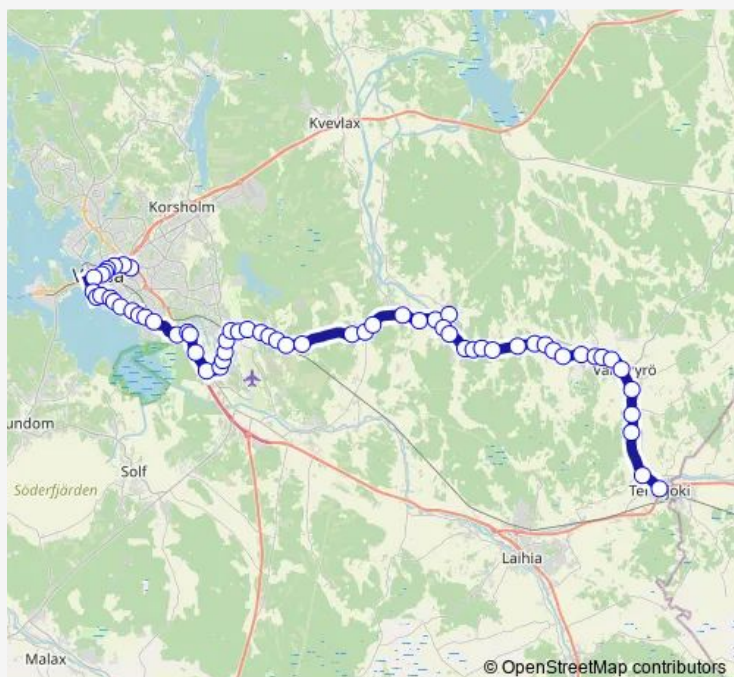 Kvevlax
Korsholm
undom
Solf
Söderfjärden
Laihia
Malax
© OpenStreetMap contributors